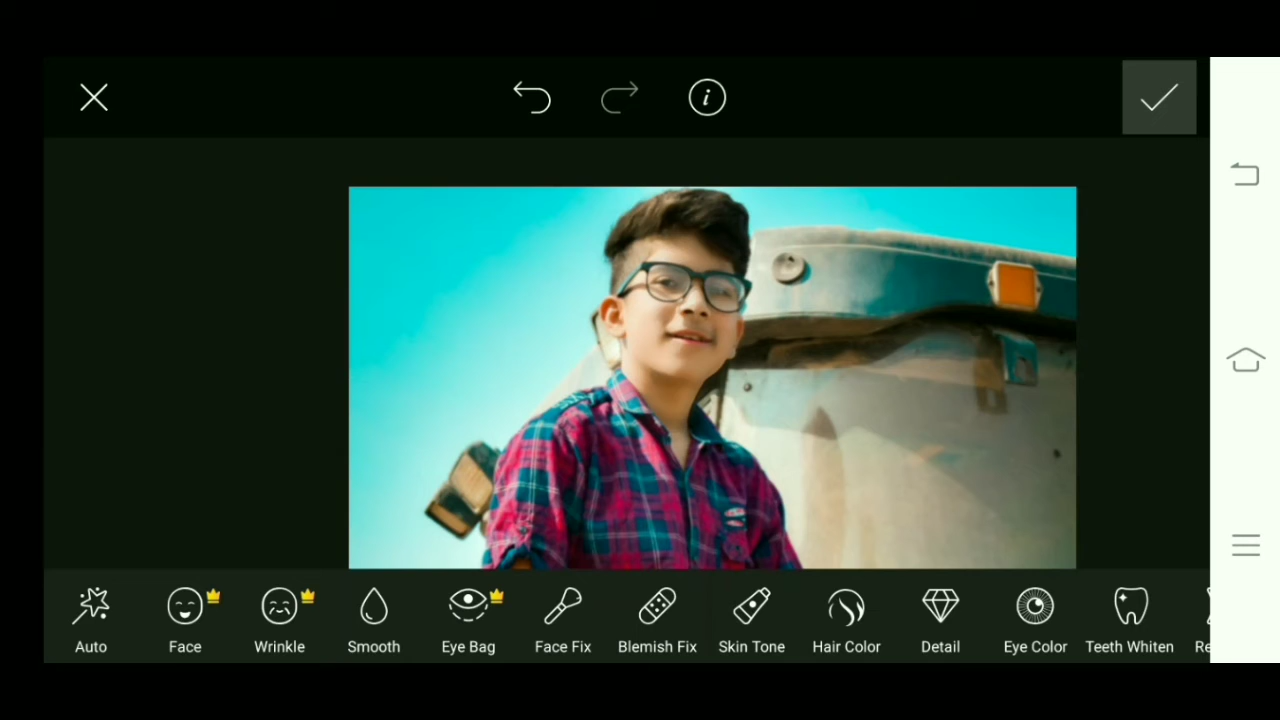 Auto
Face
Wrinkle
Smooth
Eye Bag
Face Fix
Blemish Fix
Skin Tone
Hair Color
Detail
Eye Color
Teeth Whiten
Re